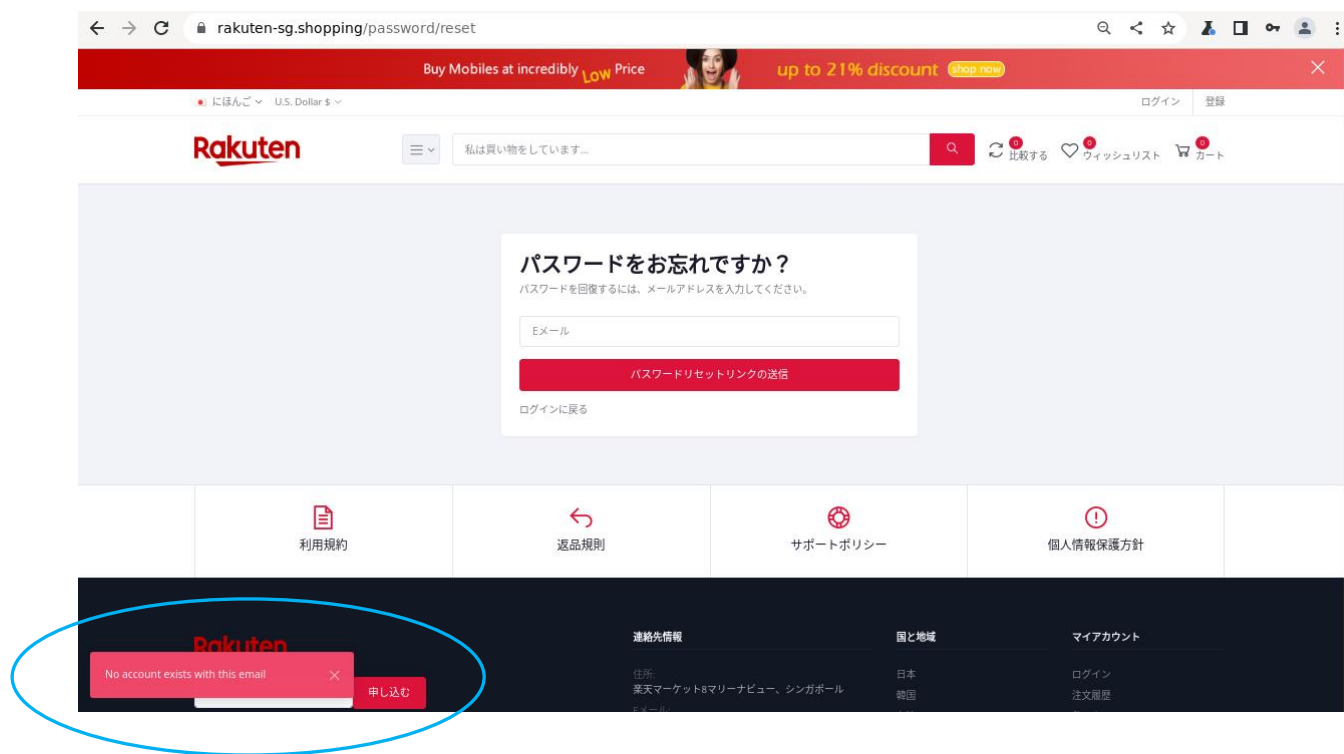 rakuten-sg.shopping/password/reset
Buy Mobiles at incredibly Low Price up to 21% discount shop now
にほんご U.S. Dollar $ ログイン 登録
Rakuten 私は買い物をしています... 0 比較する 0 ウィッシュリスト 0 カート
パスワードをお忘れですか？
パスワードを回復するには、メールアドレスを入力してください。
Eメール
パスワードリセットリンクの送信
ログインに戻る
利用規約 返品規則 サポートポリシー 個人情報保護方針
Rakuten 連絡先情報 国と地域 マイアカウント
No account exists with this email 住所: 日本 ログイン
申し込む 楽天マーケット8マリーナビュー、シンガポール 韓国 注文履歴
Eメール: